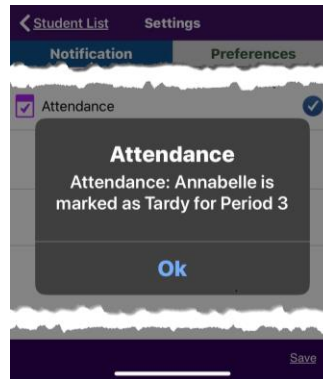 Student List Settings
Notification Preferences
Attendance
Attendance
Attendance: Annabelle is
marked as Tardy for Period 3
Ok
Save